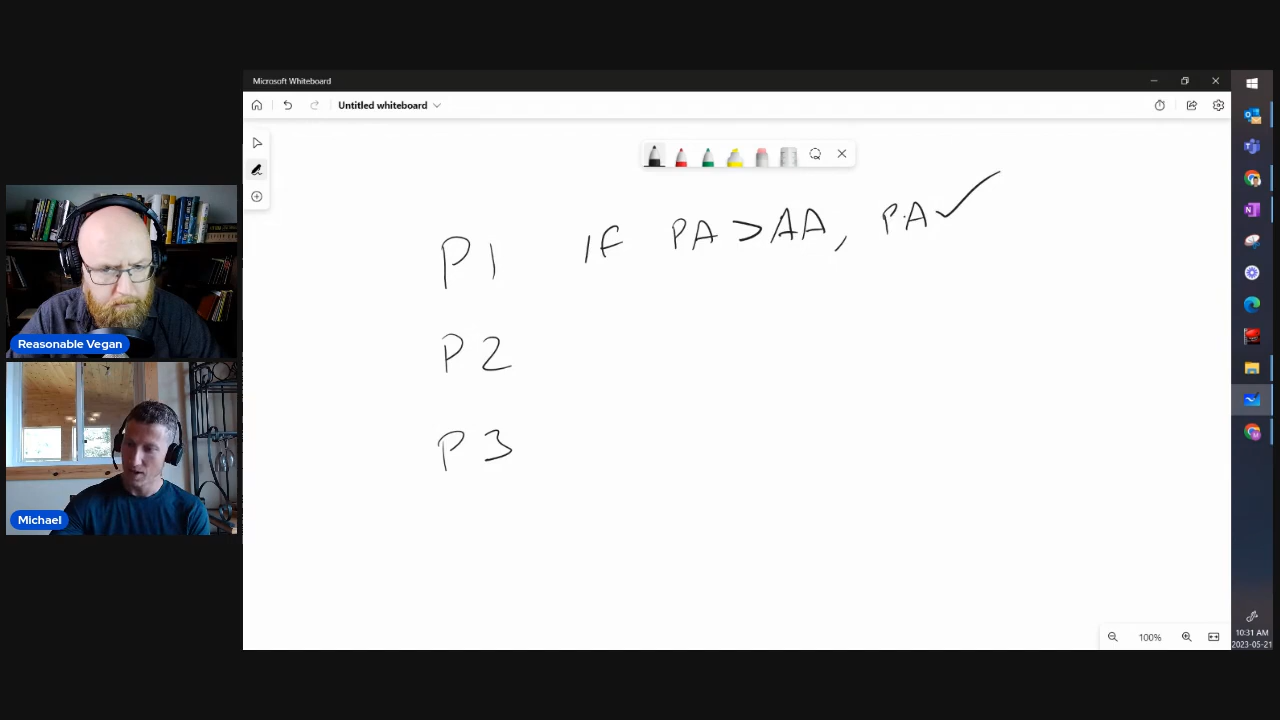 Microsoft Whiteboard
Untitled whiteboard
P1 IF PA > AA, PA ✓
P2
P3
Reasonable Vegan
Michael
100%
10:31 AM
2023-05-21